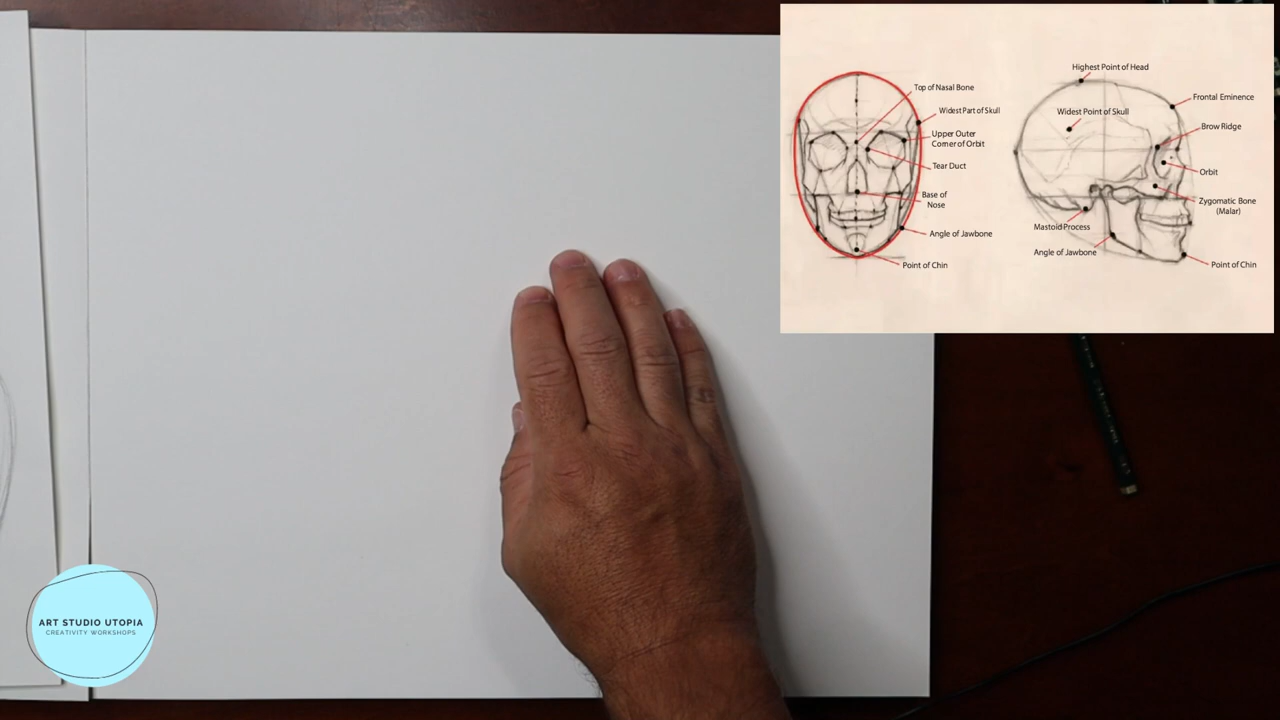 Top of Nasal Bone
Widest Part of Skull
Upper Outer
Corner of Orbit
Tear Duct
Base of
Nose
Angle of Jawbone
Point of Chin
Highest Point of Head
Frontal Eminence
Widest Point of Skull
Brow Ridge
Orbit
Zygomatic Bone
(Malar)
Mastoid Process
Angle of Jawbone
Point of Chin
ART STUDIO UTOPIA
CREATIVITY WORKSHOPS